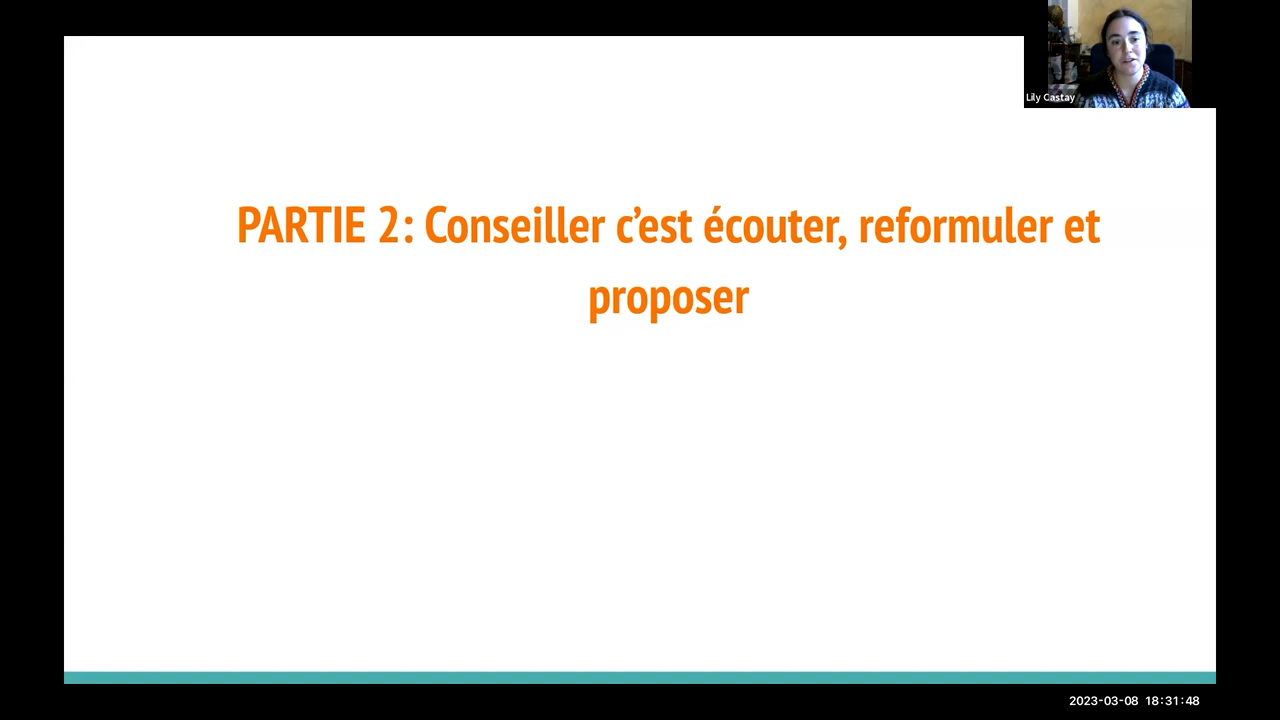 Lily Castay
PARTIE 2: Conseiller c’est écouter, reformuler et
proposer
2023-03-08 18:31:48